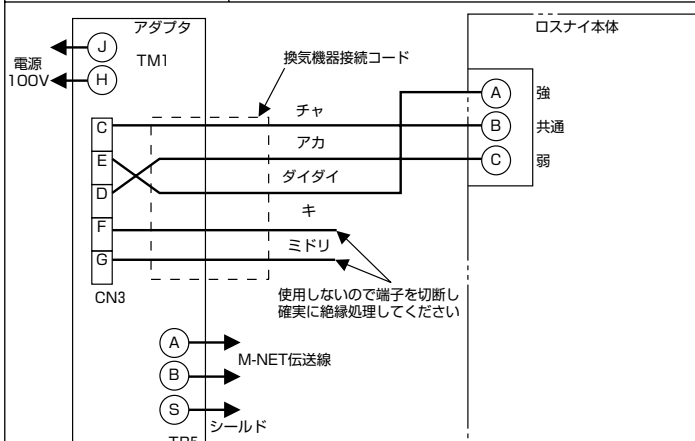 アダプタ
ロスナイ本体
電源
100V
J
H
TM1
換気機器接続コード
A
強
B
共通
C
弱
C
チャ
E
アカ
D
ダイダイ
F
キ
G
ミドリ
CN3
使用しないので端子を切断し
確実に絶縁処理してください
A
B
M-NET伝送線
S
シールド
TB5